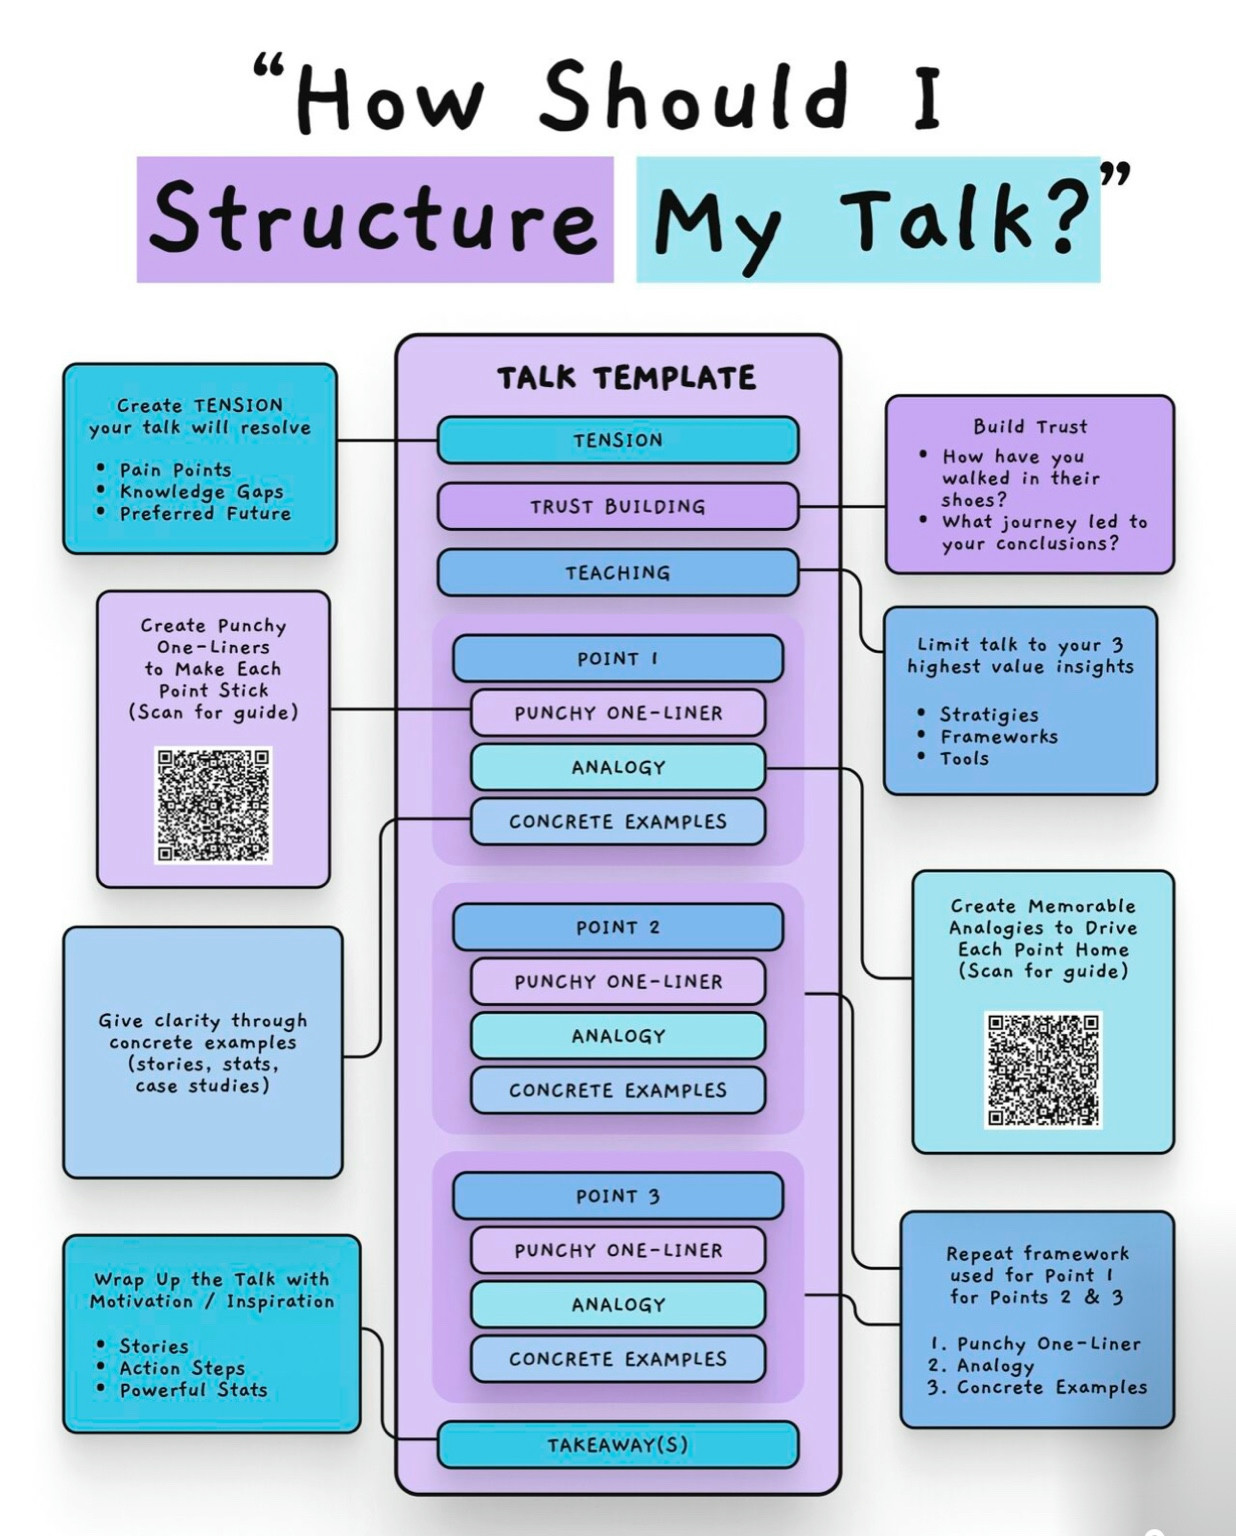 “How Should I
Structure My Talk?”
TALK TEMPLATE
TENSION
TRUST BUILDING
TEACHING
POINT 1
PUNCHY ONE-LINER
ANALOGY
CONCRETE EXAMPLES
POINT 2
PUNCHY ONE-LINER
ANALOGY
CONCRETE EXAMPLES
POINT 3
PUNCHY ONE-LINER
ANALOGY
CONCRETE EXAMPLES
TAKEAWAY(S)
Create TENSION
your talk will resolve
• Pain Points
• Knowledge Gaps
• Preferred Future
Create Punchy
One-Liners
to Make Each
Point Stick
(Scan for guide)
Give clarity through
concrete examples
(stories, stats,
case studies)
Wrap Up the Talk with
Motivation / Inspiration
• Stories
• Action Steps
• Powerful Stats
Build Trust
• How have you
walked in their
shoes?
• What journey led to
your conclusions?
Limit talk to your 3
highest value insights
• Stratigies
• Frameworks
• Tools
Create Memorable
Analogies to Drive
Each Point Home
(Scan for guide)
Repeat framework
used for Point 1
for Points 2 & 3
1. Punchy One-Liner
2. Analogy
3. Concrete Examples